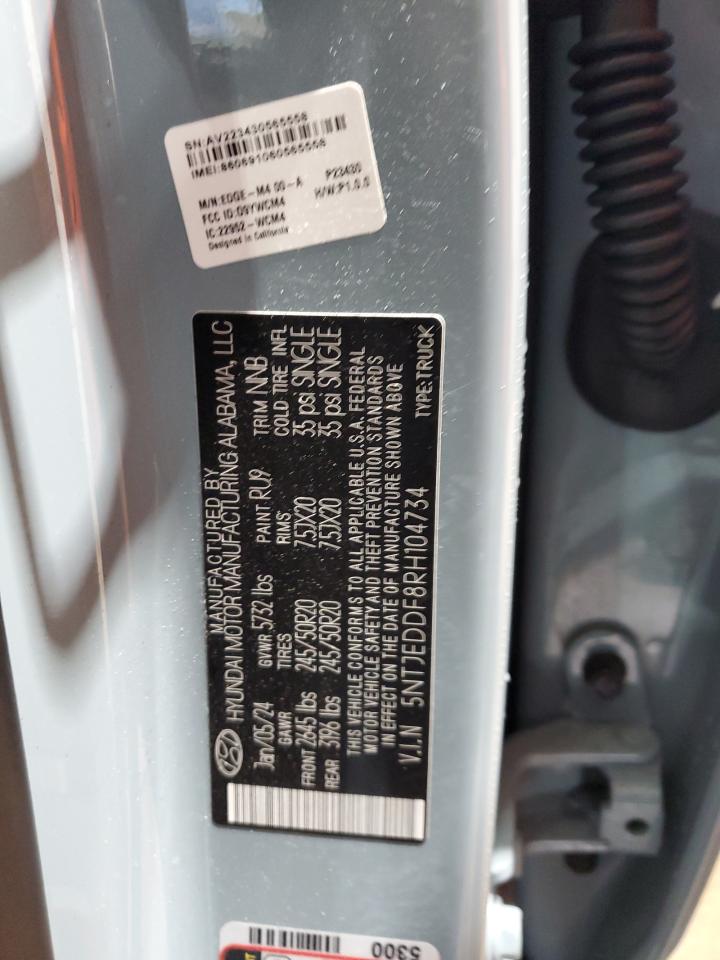 SN:AV223430565558
IMEI:860691060565558
M/N:EDGE-M4 00-A P23430
FCC ID:O9YWCM4 H/W:P1.0.0
IC:22952-WCM4
Designed in California
MANUFACTURED BY
HYUNDAI MOTOR MANUFACTURING ALABAMA, LLC
Jan/05/24 GVWR 5732 lbs PAINT RU9 TRIM NNB
GAWR TIRES RIMS COLD TIRE INFL
FRONT 2645 lbs 245/50R20 7.5JX20 35 psi SINGLE
REAR 3196 lbs 245/50R20 7.5JX20 35 psi SINGLE
THIS VEHICLE CONFORMS TO ALL APPLICABLE U.S.A. FEDERAL
MOTOR VEHICLE SAFETY AND THEFT PREVENTION STANDARDS
IN EFFECT ON THE DATE OF MANUFACTURE SHOWN ABOVE
V.I.N 5NTJEDDF8RH104734 TYPE:TRUCK
5300